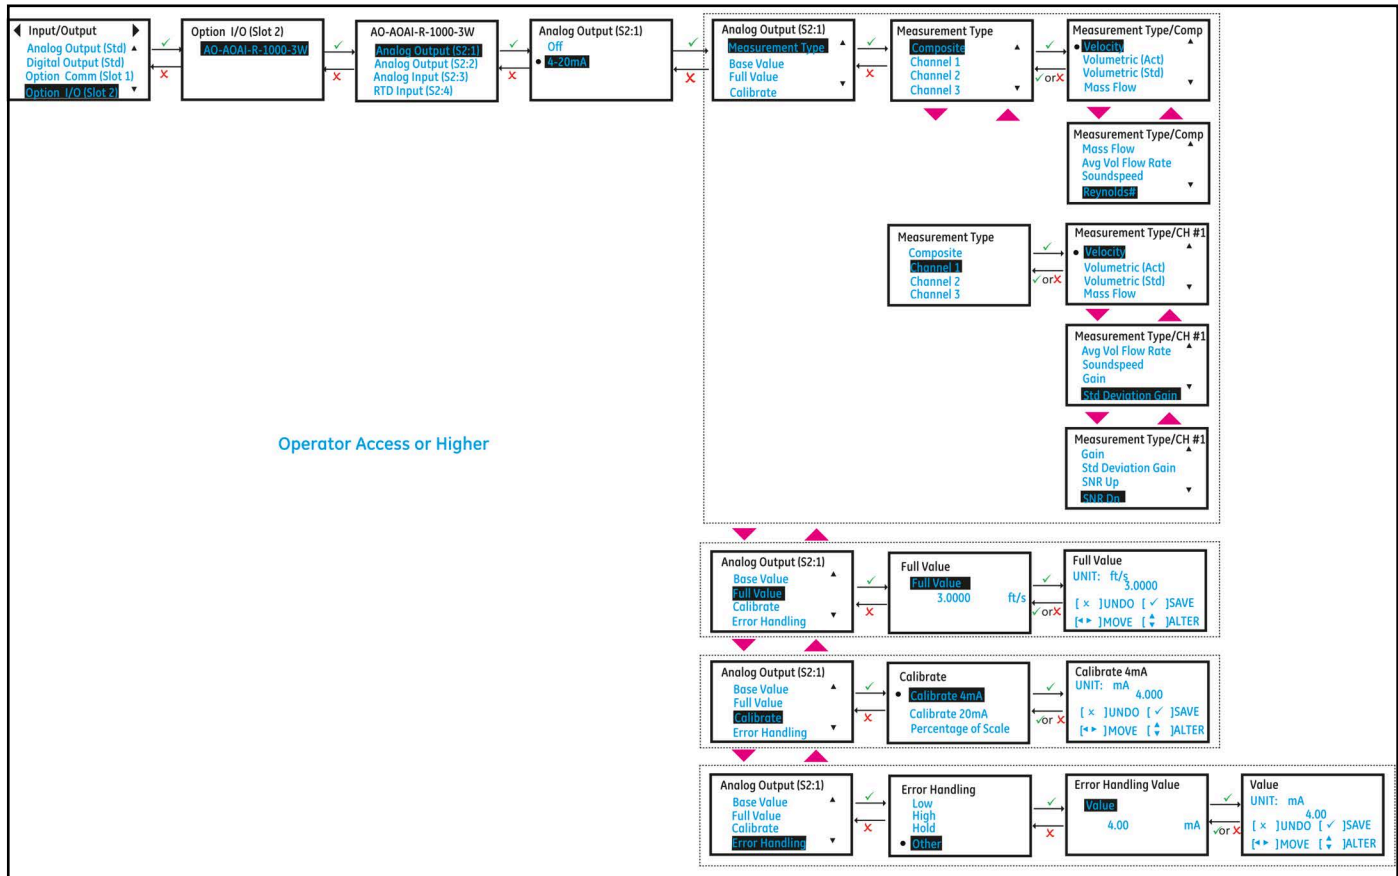 Input/Output
Analog Output (Std)
Digital Output (Std)
Option Comm (Slot 1)
Option I/O (Slot 2)
Option I/O (Slot 2)
AO-AOAI-R-1000-3W
AO-AOAI-R-1000-3W
Analog Output (S2:1)
Analog Output (S2:2)
Analog Input (S2:3)
RTD Input (S2:4)
Analog Output (S2:1)
Off
4-20mA
Analog Output (S2:1)
Measurement Type
Base Value
Full Value
Calibrate
Measurement Type
Composite
Channel 1
Channel 2
Channel 3
✓orX
Measurement Type/Comp
Velocity
Volumetric (Act)
Volumetric (Std)
Mass Flow
Measurement Type/Comp
Mass Flow
Avg Vol Flow Rate
Soundspeed
Reynolds#
Measurement Type
Composite
Channel 1
Channel 2
Channel 3
✓orX
Measurement Type/CH #1
Velocity
Volumetric (Act)
Volumetric (Std)
Mass Flow
Measurement Type/CH #1
Avg Vol Flow Rate
Soundspeed
Gain
Std Deviation Gain
Operator Access or Higher
Measurement Type/CH #1
Gain
Std Deviation Gain
SNR Up
SNR Dn
Analog Output (S2:1)
Base Value
Full Value
Calibrate
Error Handling
Full Value
Full Value
3.0000 ft/s
✓orX
Full Value
UNIT: ft/s
3.0000
[ x ]UNDO [ ✓ ]SAVE
[◄►]MOVE [▲▼]ALTER
Analog Output (S2:1)
Base Value
Full Value
Calibrate
Error Handling
Calibrate
Calibrate 4mA
Calibrate 20mA
Percentage of Scale
✓or X
Calibrate 4mA
UNIT: mA
4.000
[ x ]UNDO [ ✓ ]SAVE
[◄►]MOVE [▲▼]ALTER
Analog Output (S2:1)
Base Value
Full Value
Calibrate
Error Handling
Error Handling
Low
High
Hold
Other
Error Handling Value
Value
4.00 mA
✓or X
Value
UNIT: mA
4.00
[ x ]UNDO [ ✓ ]SAVE
[◄►]MOVE [▲▼]ALTER